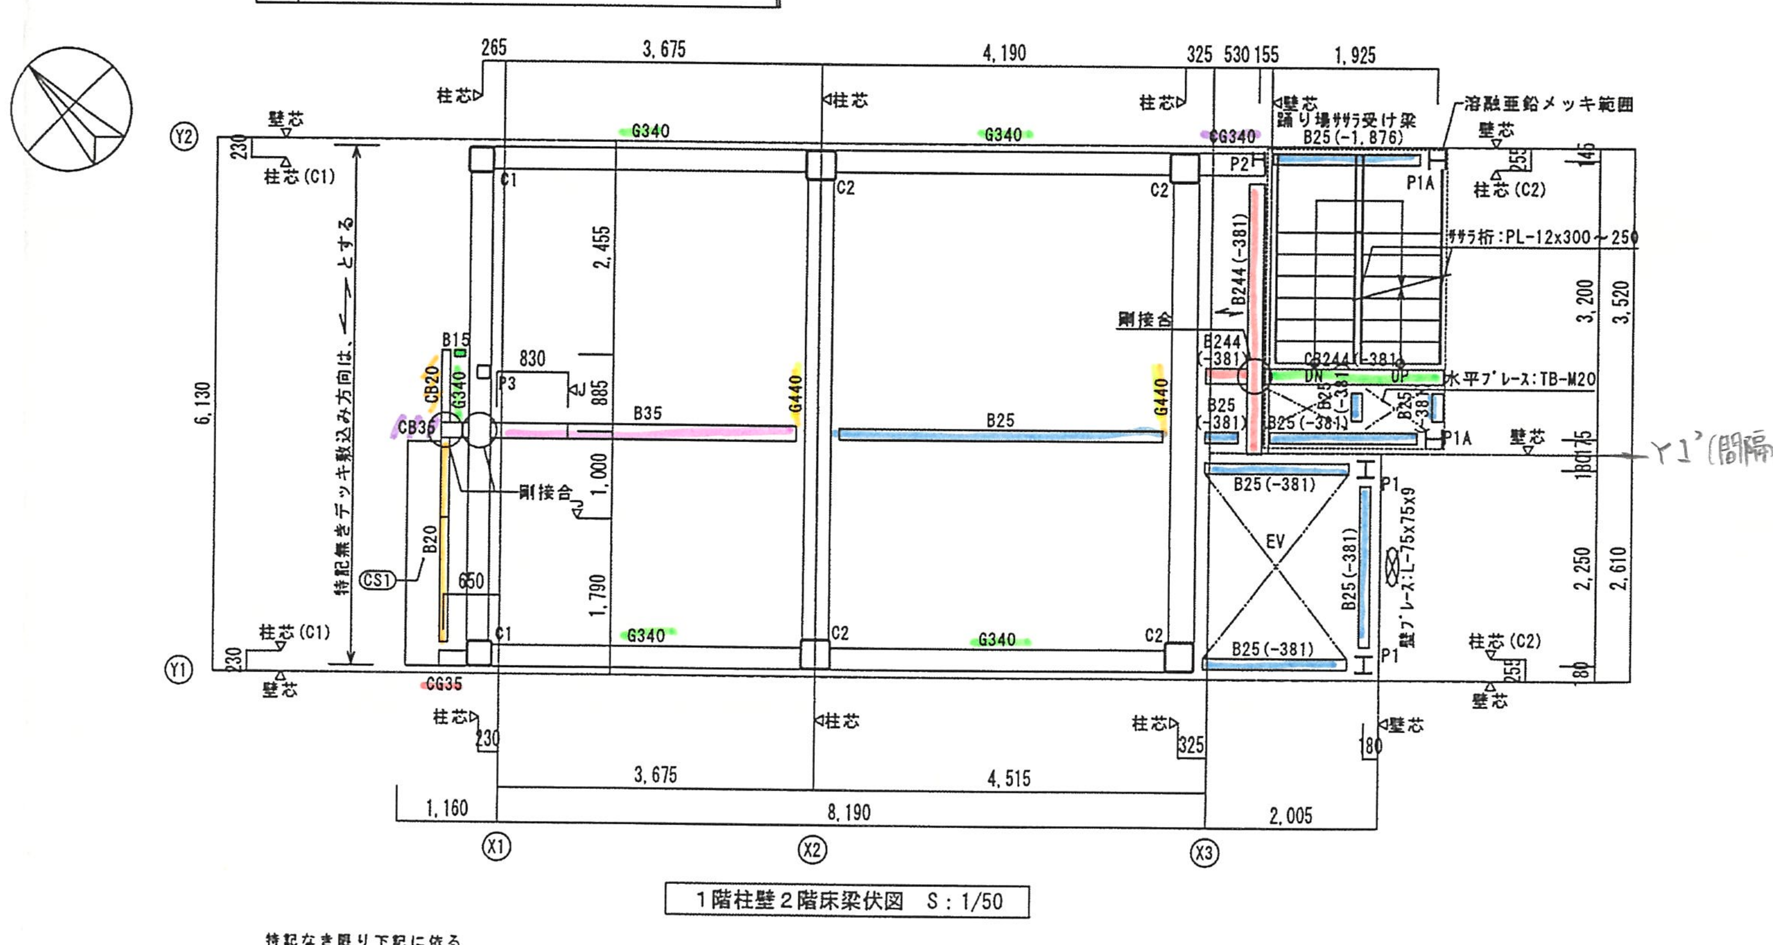 265
3,675
4,190
325
530
155
1,925
柱芯
柱芯
柱芯
壁芯
溶融亜鉛メッキ範囲
踊り場ｻｻﾗ受け梁
B25(-1,876)
Y2
230
壁芯
柱芯(C1)
G340
G340
CG340
P2
P1A
壁芯
255
柱芯(C2)
145
C1
C2
C2
特記無きデッキ敷込み方向は、
とする
2,455
B244(-381)
ｻｻﾗ桁:PL-12x300～250
3,200
3,520
剛接合
B15
830
P3
J
CB20
G340
885
G440
G440
B244
(-381)
CB244(-381)
DN
UP
水平ﾌﾞﾚｰｽ:TB-M20
6,130
CB35
B35
B25
B25
(-381)
B25
(-381)
B25
(-381)
B25(-381)
P1A
壁芯
175
180
Y1'(間隔
剛接合
1,000
J
B25(-381)
P1
B20
CS1
650
1,790
EV
B25(-381)
壁ﾌﾞﾚｰｽ:L-75x75x9
2,250
2,610
柱芯(C1)
230
Y1
壁芯
C1
G340
C2
G340
C2
B25(-381)
P1
柱芯(C2)
255
80
壁芯
CG35
柱芯
230
柱芯
柱芯
325
壁芯
180
3,675
4,515
1,160
8,190
2,005
X1
X2
X3
1階柱壁2階床梁伏図 S:1/50
特記なき限り下記に依る